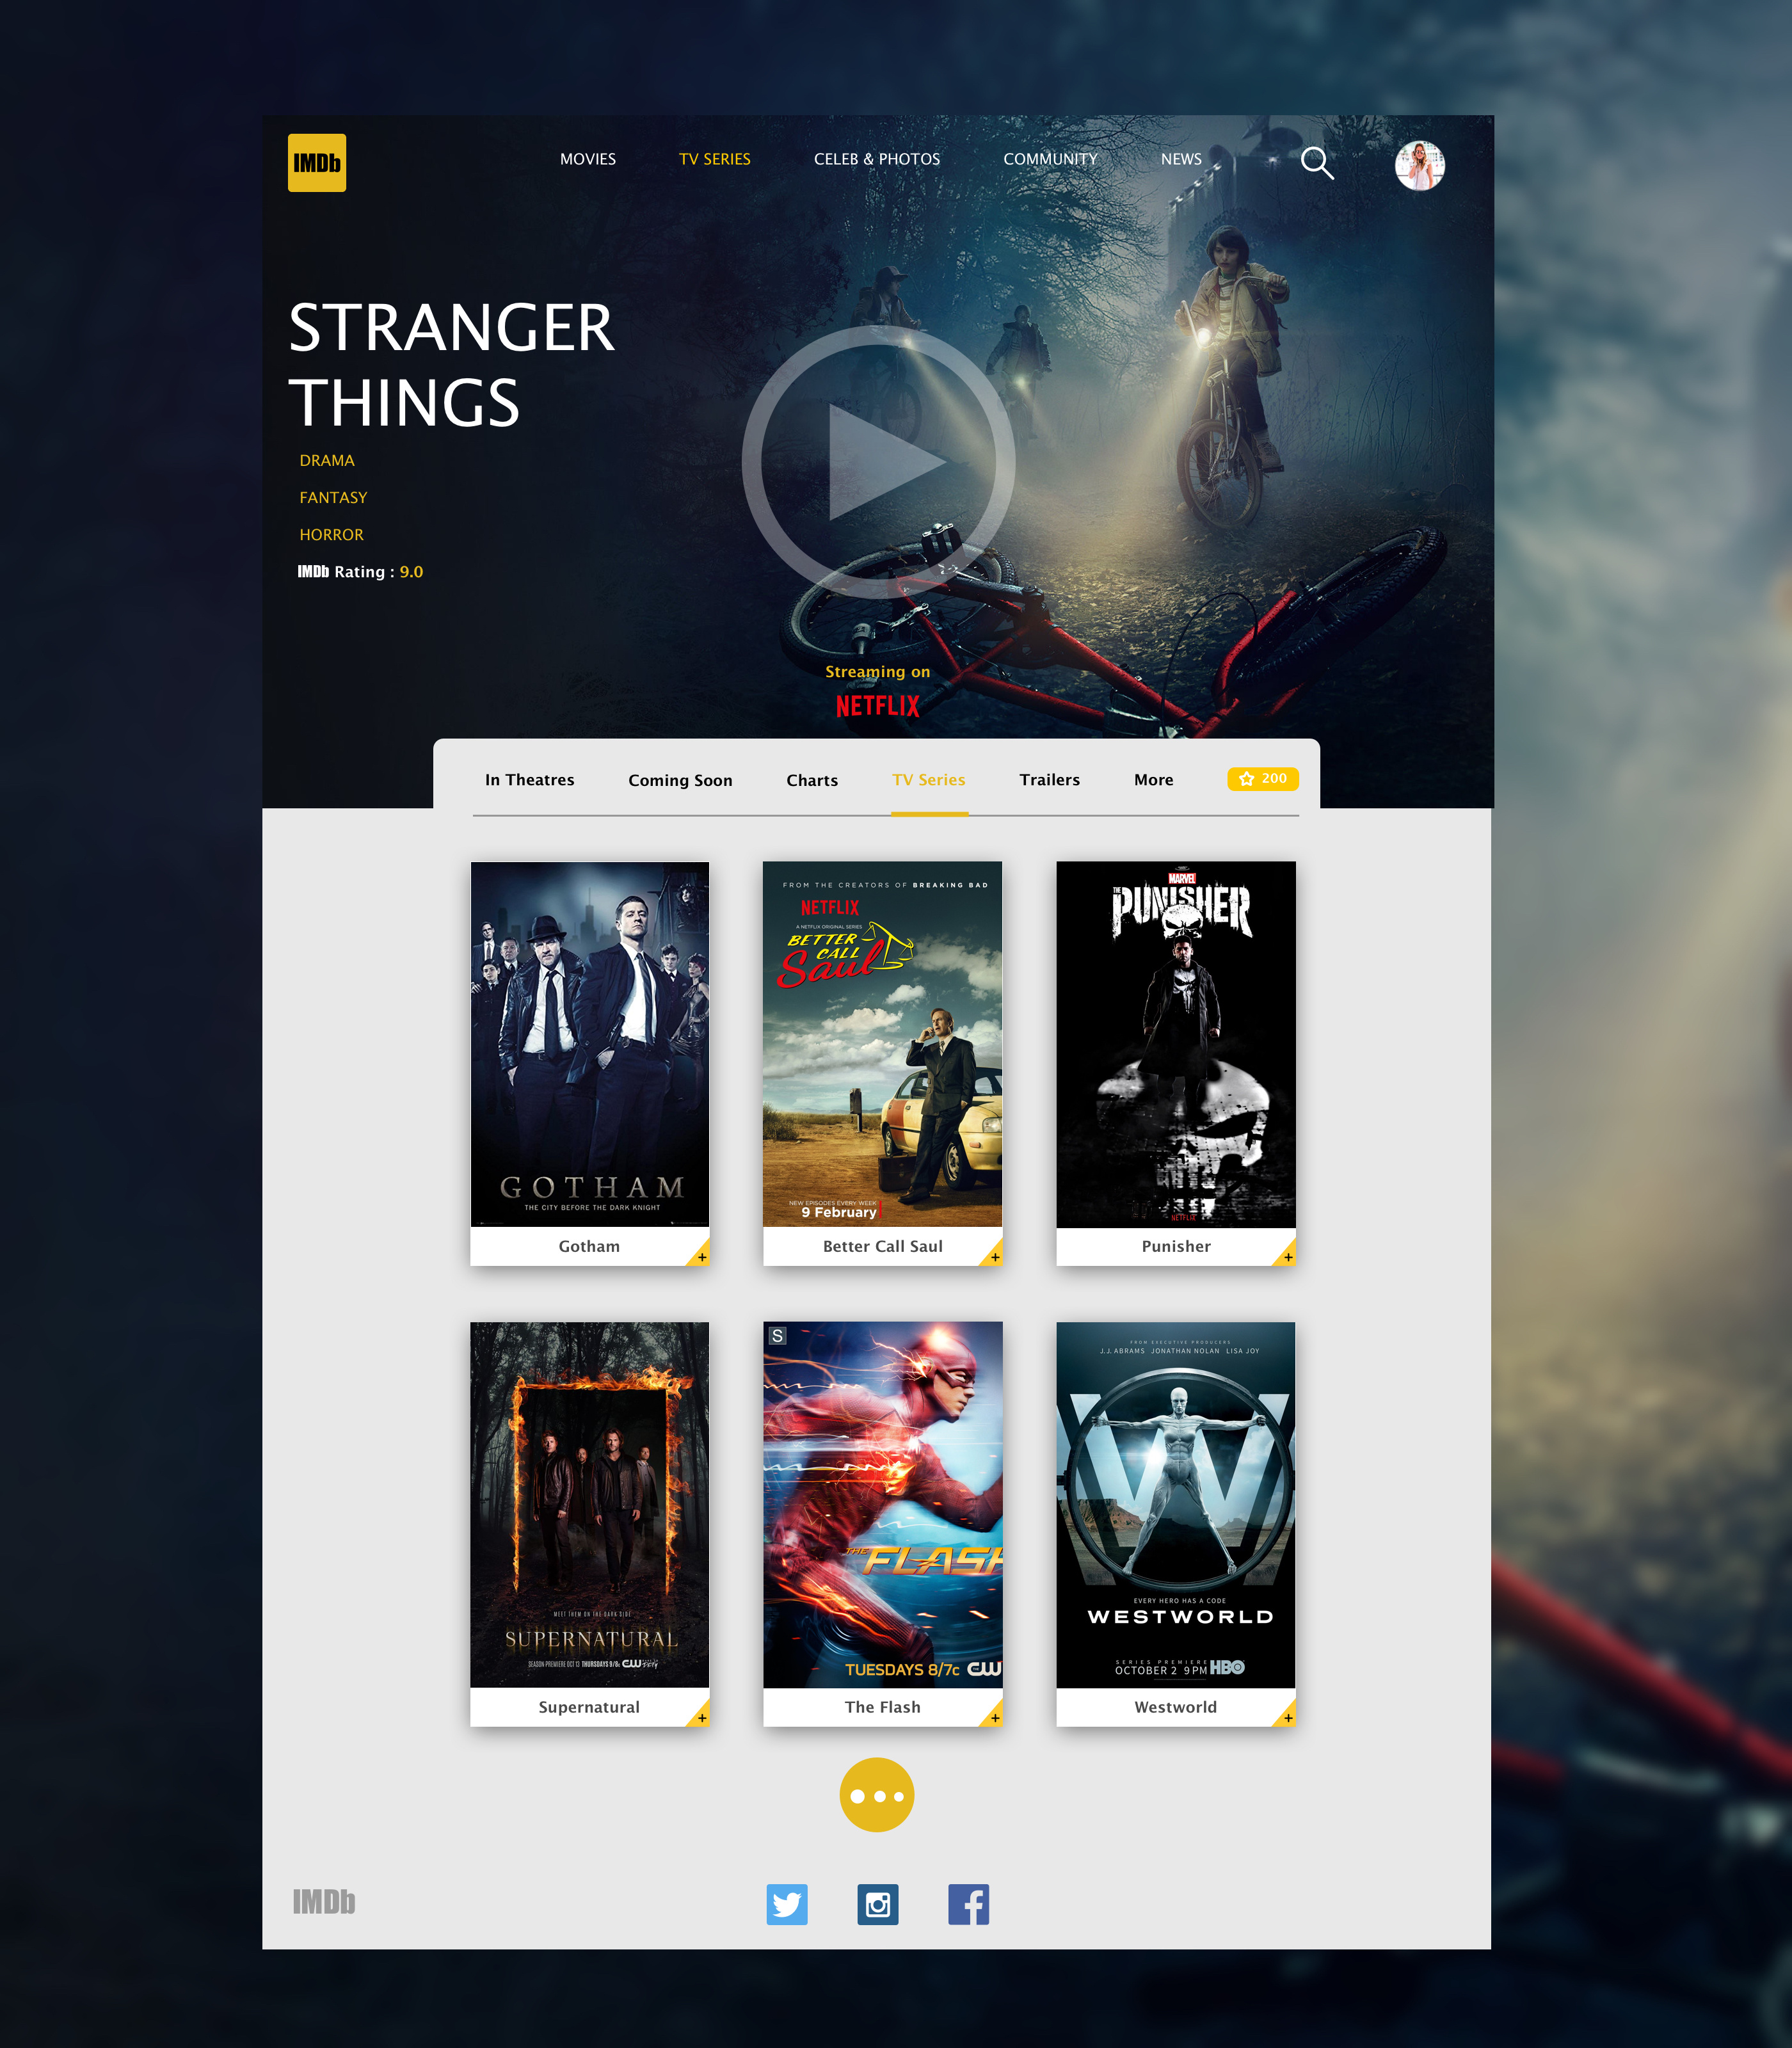 IMDb
MOVIES TV SERIES CELEB & PHOTOS COMMUNITY NEWS
STRANGER
THINGS
DRAMA
FANTASY
HORROR
IMDb Rating : 9.0
Streaming on
NETFLIX
In Theatres Coming Soon Charts TV Series Trailers More 200
GOTHAM
THE CITY BEFORE THE DARK KNIGHT
Gotham
FROM THE CREATORS OF BREAKING BAD
NETFLIX
A NETFLIX ORIGINAL SERIES
BETTER
CALL
Saul
NEW EPISODES EVERY WEEK
9 February
Better Call Saul
MARVEL
THE PUNISHER
NETFLIX
Punisher
MEET THEM ON THE DARK SIDE
SUPERNATURAL
SEASON PREMIERE OCT 13 THURSDAYS 9/8c CW
Supernatural
S
THE FLASH
TUESDAYS 8/7c CW
The Flash
FROM EXECUTIVE PRODUCERS
J.J. ABRAMS JONATHAN NOLAN LISA JOY
W
EVERY HERO HAS A CODE
WESTWORLD
SERIES PREMIERE
OCTOBER 2 9PM HBO
Westworld
IMDb